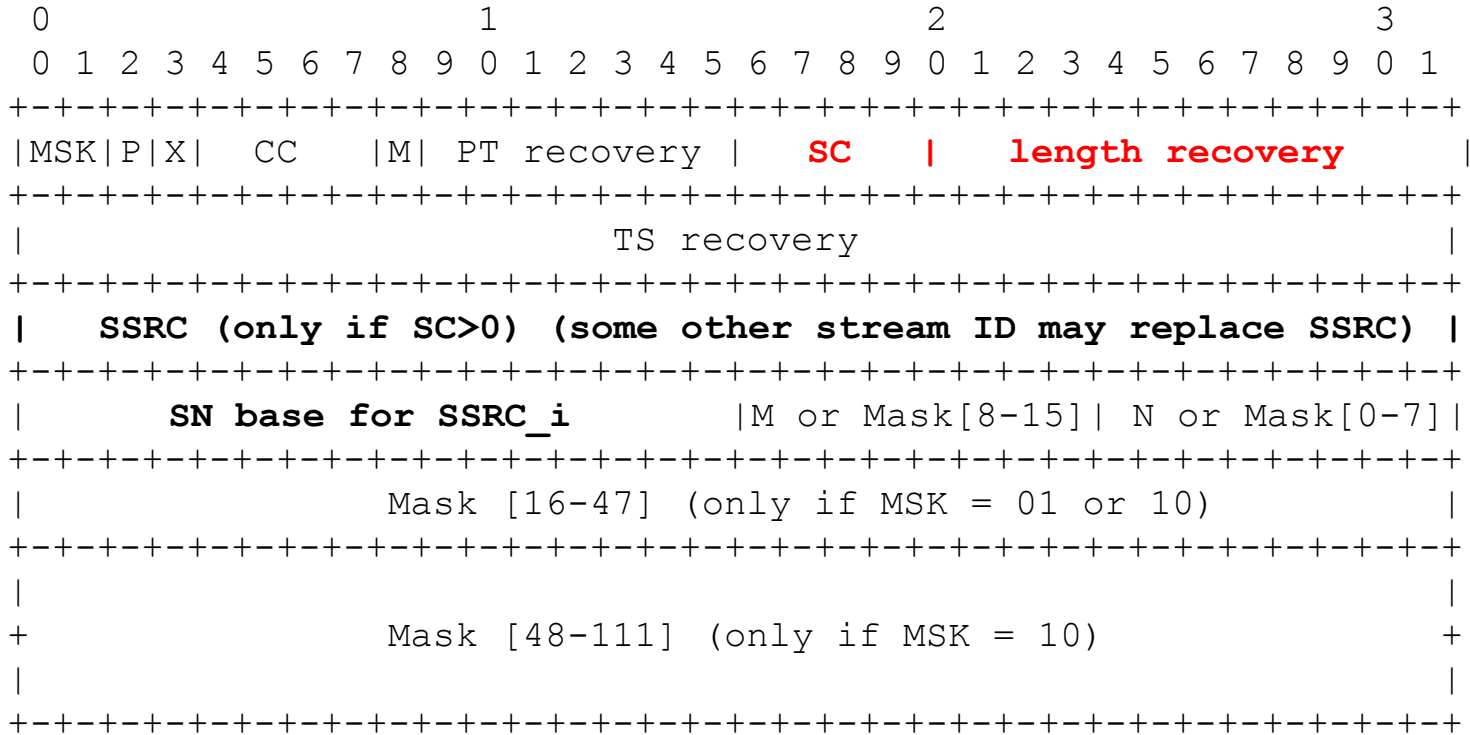 0                   1                   2                   3
 0 1 2 3 4 5 6 7 8 9 0 1 2 3 4 5 6 7 8 9 0 1 2 3 4 5 6 7 8 9 0 1
+-+-+-+-+-+-+-+-+-+-+-+-+-+-+-+-+-+-+-+-+-+-+-+-+-+-+-+-+-+-+-+-+
|MSK|P|X|  CC   |M| PT recovery |   SC   |   length recovery     |
+-+-+-+-+-+-+-+-+-+-+-+-+-+-+-+-+-+-+-+-+-+-+-+-+-+-+-+-+-+-+-+-+
|                          TS recovery                          |
+-+-+-+-+-+-+-+-+-+-+-+-+-+-+-+-+-+-+-+-+-+-+-+-+-+-+-+-+-+-+-+-+
|   SSRC (only if SC>0) (some other stream ID may replace SSRC) |
+-+-+-+-+-+-+-+-+-+-+-+-+-+-+-+-+-+-+-+-+-+-+-+-+-+-+-+-+-+-+-+-+
|      SN base for SSRC_i       |M or Mask[8-15]| N or Mask[0-7]|
+-+-+-+-+-+-+-+-+-+-+-+-+-+-+-+-+-+-+-+-+-+-+-+-+-+-+-+-+-+-+-+-+
|                Mask [16-47] (only if MSK = 01 or 10)          |
+-+-+-+-+-+-+-+-+-+-+-+-+-+-+-+-+-+-+-+-+-+-+-+-+-+-+-+-+-+-+-+-+
|                                                               |
+                Mask [48-111] (only if MSK = 10)               +
|                                                               |
+-+-+-+-+-+-+-+-+-+-+-+-+-+-+-+-+-+-+-+-+-+-+-+-+-+-+-+-+-+-+-+-+